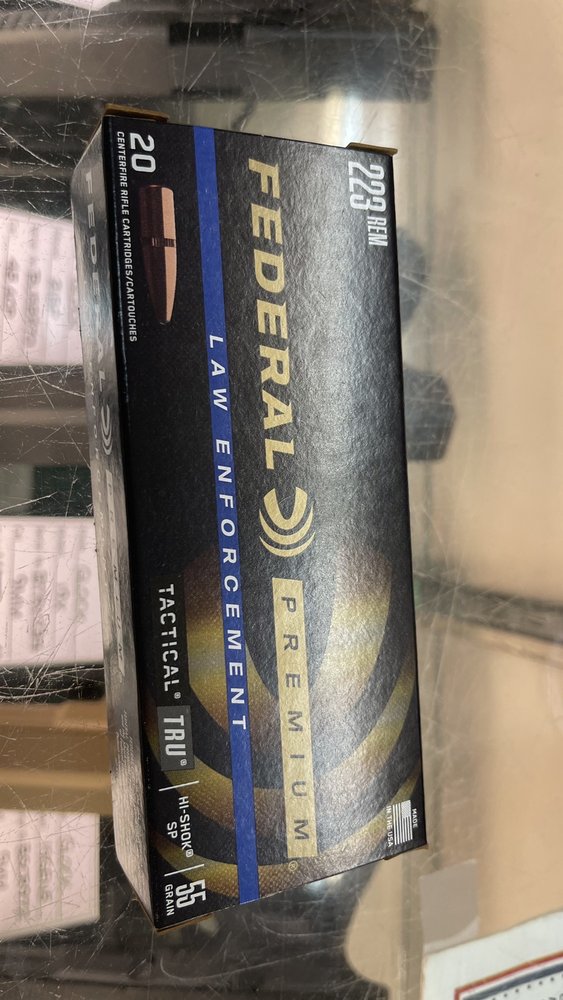 223 REM
FEDERAL PREMIUM®
LAW ENFORCEMENT
20
CENTERFIRE RIFLE CARTRIDGES/CARTOUCHES
TACTICAL® TRU®
HI-SHOK®
SP
55
GRAIN
MADE
IN THE USA
FEDERAL